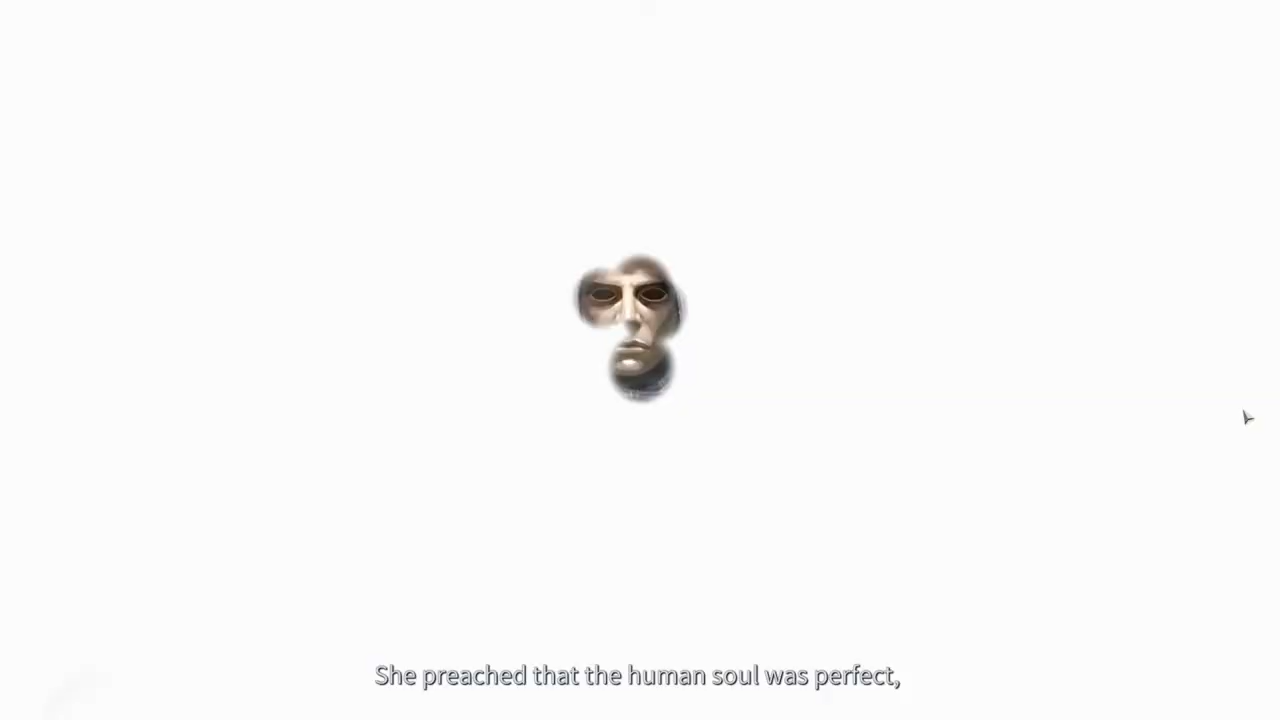 She preached that the human soul was perfect,